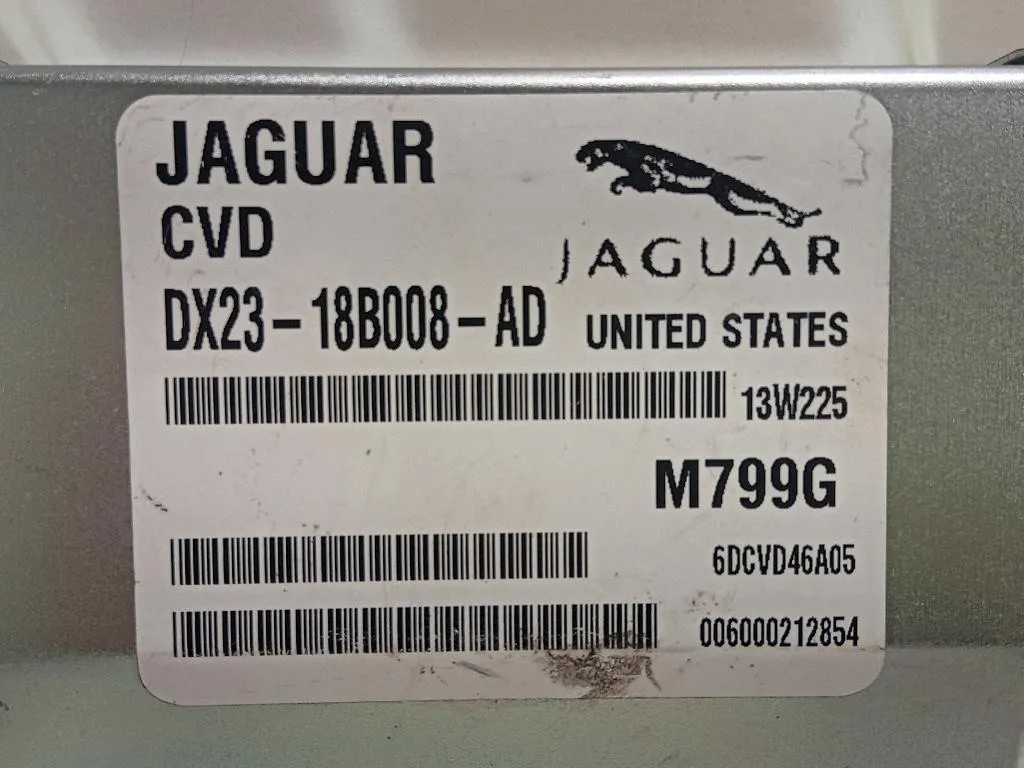 JAGUAR
CVD
JAGUAR
DX23-18B008-AD
UNITED STATES
13W225
M799G
6DCVD46A05
006000212854